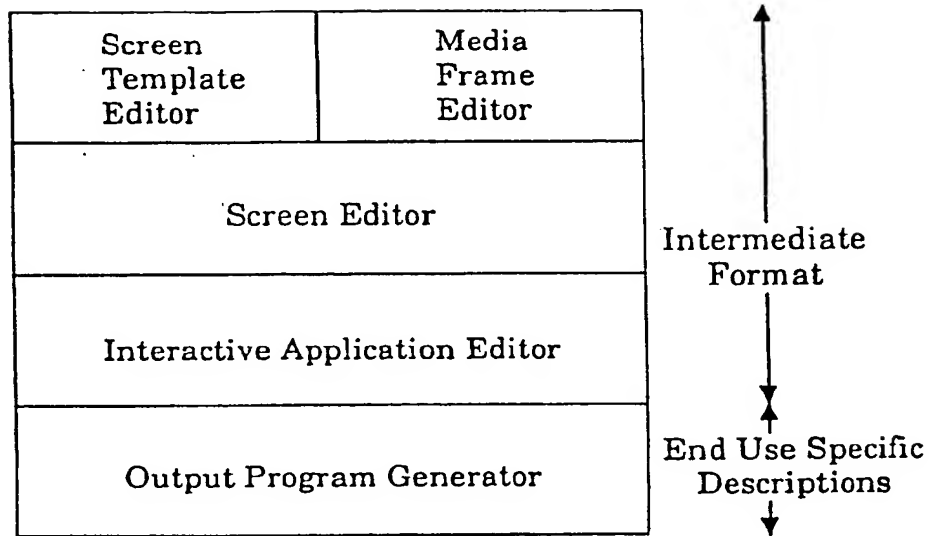 Screen
Template
Editor
Media
Frame
Editor
Screen Editor
Interactive Application Editor
Output Program Generator
Intermediate
Format
End Use Specific
Descriptions